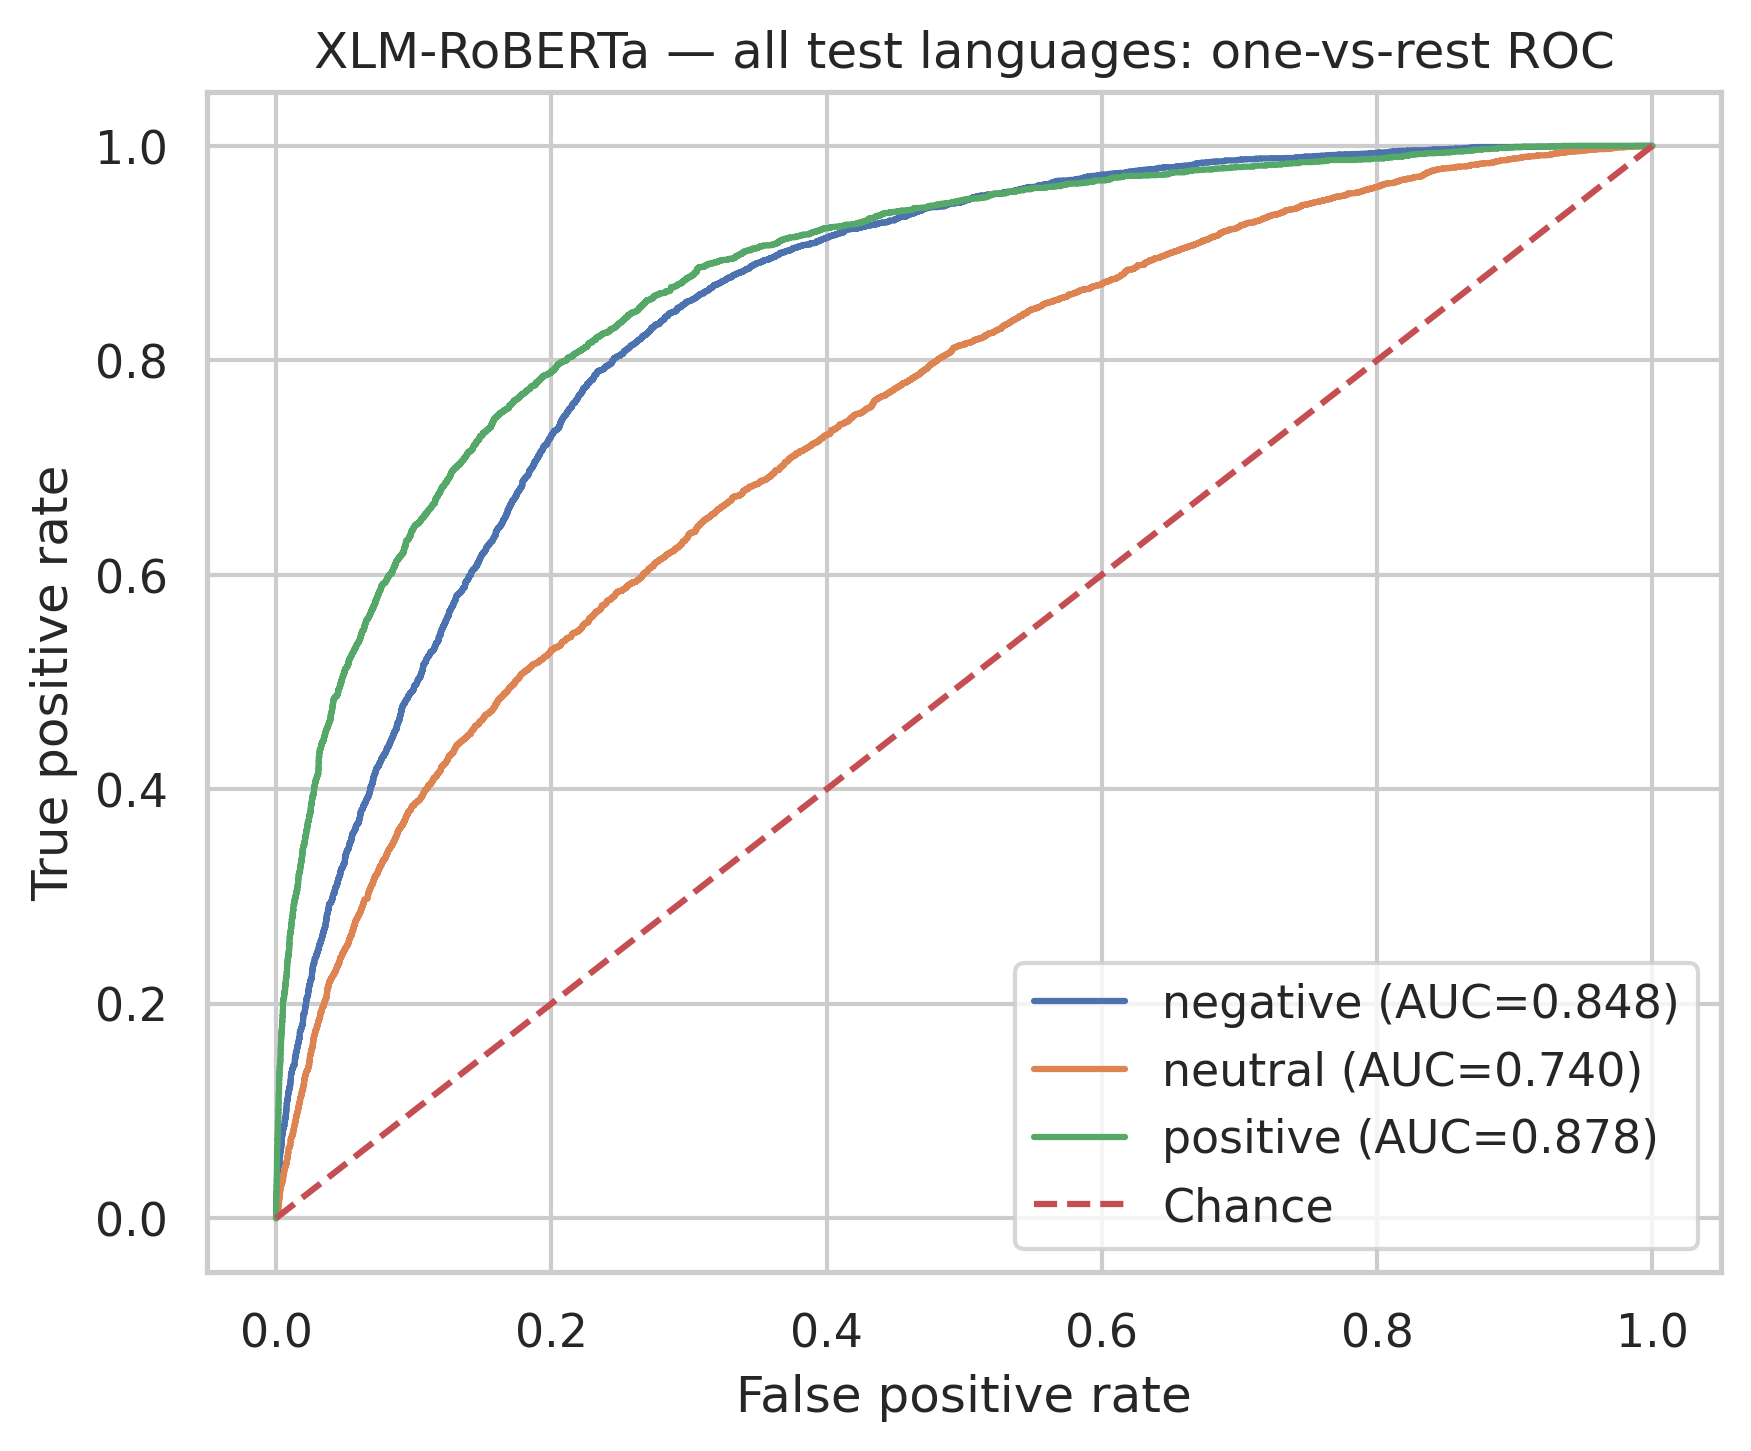 XLM-RoBERTa — all test languages: one-vs-rest ROC
True positive rate
1.0
0.8
0.6
0.4
0.2
0.0
negative (AUC=0.848)
neutral (AUC=0.740)
positive (AUC=0.878)
Chance
0.0 0.2 0.4 0.6 0.8 1.0
False positive rate